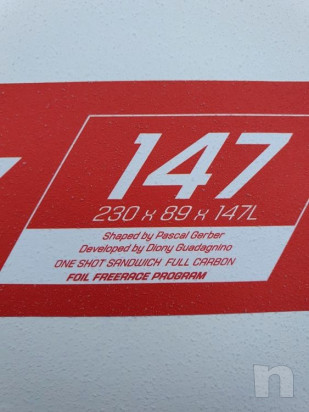 147
230 x 89 x 147L
Shaped by Pascal Gerber
Developed by Diony Guadagnino
ONE SHOT SANDWICH FULL CARBON
FOIL FREERACE PROGRAM
n